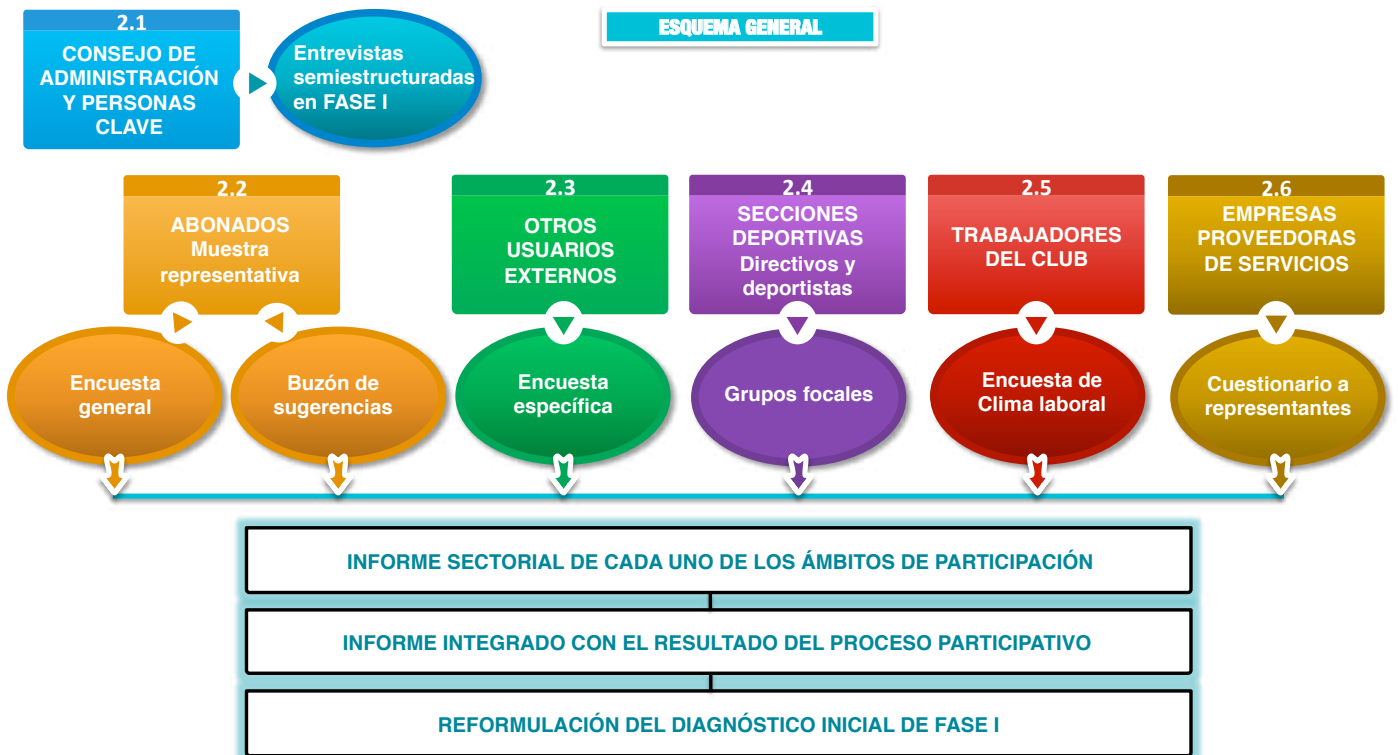 ESQUEMA GENERAL
2.1
CONSEJO DE
ADMINISTRACIÓN
Y PERSONAS
CLAVE
Entrevistas
semiestructuradas
en FASE I
2.2
ABONADOS
Muestra
representativa
2.3
OTROS
USUARIOS
EXTERNOS
2.4
SECCIONES
DEPORTIVAS
Directivos y
deportistas
2.5
TRABAJADORES
DEL CLUB
2.6
EMPRESAS
PROVEEDORAS
DE SERVICIOS
Encuesta
general
Buzón de
sugerencias
Encuesta
específica
Grupos focales
Encuesta de
Clima laboral
Cuestionario a
representantes
INFORME SECTORIAL DE CADA UNO DE LOS ÁMBITOS DE PARTICIPACIÓN
INFORME INTEGRADO CON EL RESULTADO DEL PROCESO PARTICIPATIVO
REFORMULACIÓN DEL DIAGNÓSTICO INICIAL DE FASE I